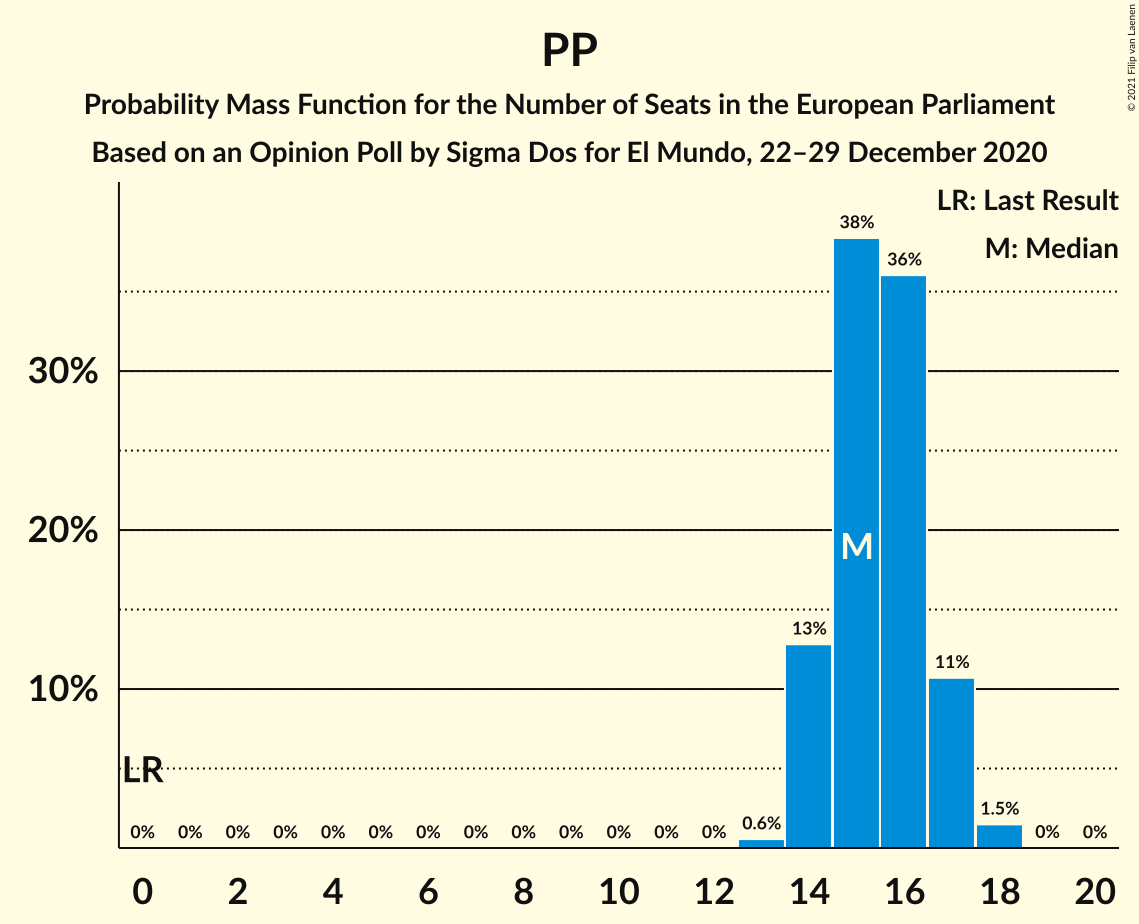 PP
Probability Mass Function for the Number of Seats in the European Parliament
Based on an Opinion Poll by Sigma Dos for El Mundo, 22–29 December 2020
© 2021 Filip van Laenen
LR: Last Result
M: Median
38%
36%
30%
20%
M
13%
11%
10%
LR
0% 0% 0% 0% 0% 0% 0% 0% 0% 0% 0% 0% 0% 0.6% 1.5% 0% 0%
0 2 4 6 8 10 12 14 16 18 20